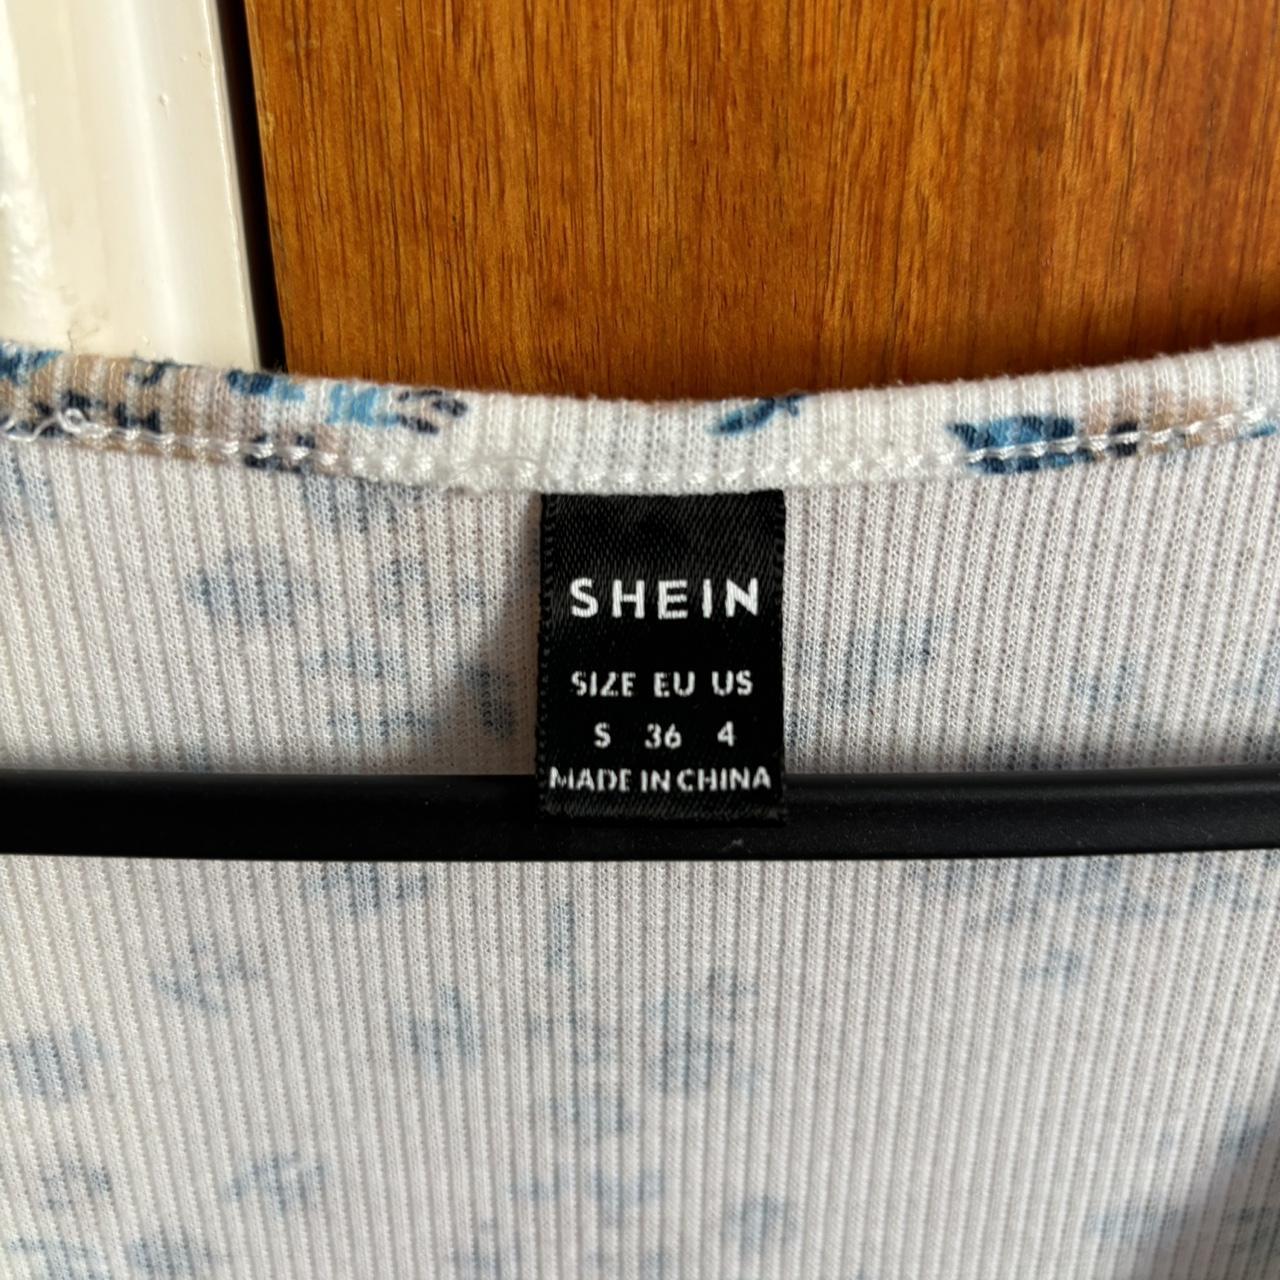 SHEIN
SIZE EU US
S 36 4
MADE IN CHINA